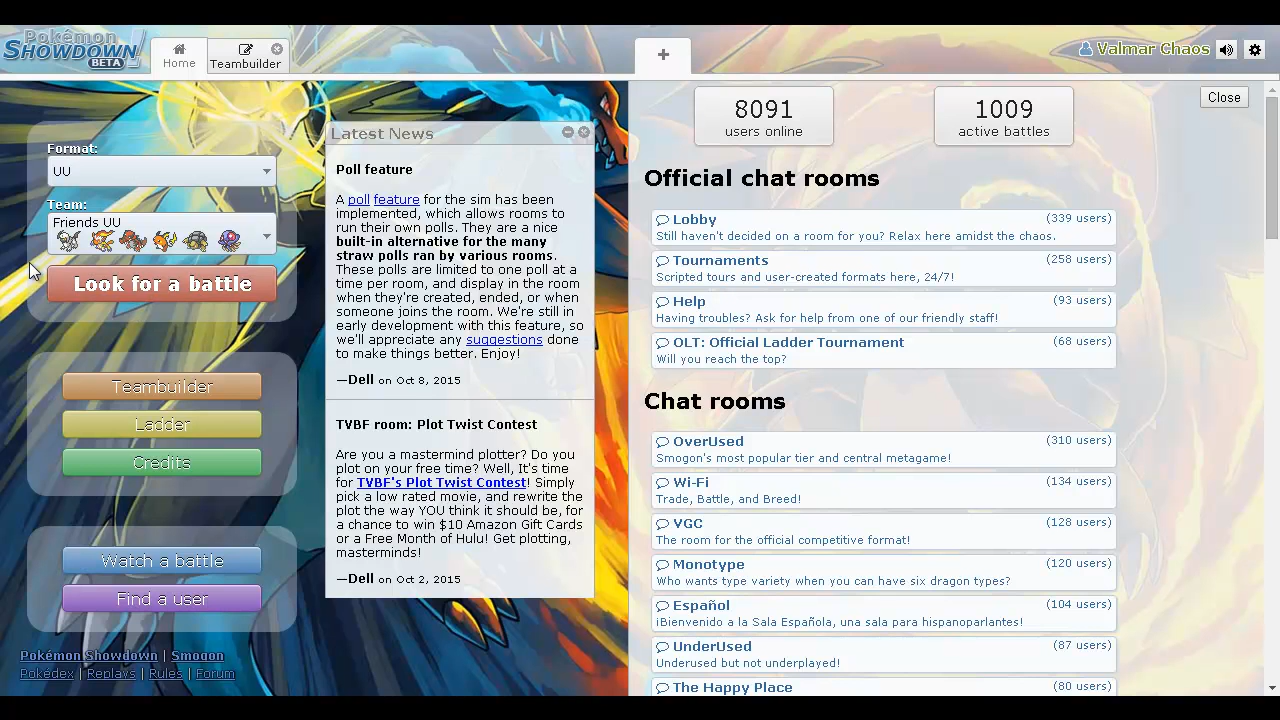 Pokémon
SHOWDOWN!
BETA
Home
Teambuilder
+
Valmar Chaos
Format:
UU
Team:
Friends UU
Look for a battle
Teambuilder
Ladder
Credits
Watch a battle
Find a user
Pokémon Showdown | Smogon
Pokédex | Replays | Rules | Forum
Latest News
Poll feature
A poll feature for the sim has been
implemented, which allows rooms to
run their own polls. They are a nice
built-in alternative for the many
straw polls ran by various rooms.
These polls are limited to one poll at a
time per room, and display in the room
when they're created, ended, or when
someone joins the room. We're still in
early development with this feature, so
we'll appreciate any suggestions done
to make things better. Enjoy!
—Dell on Oct 8, 2015
TVBF room: Plot Twist Contest
Are you a mastermind plotter? Do you
plot on your free time? Well, It's time
for TVBF's Plot Twist Contest! Simply
pick a low rated movie, and rewrite the
plot the way YOU think it should be, for
a chance to win $10 Amazon Gift Cards
or a Free Month of Hulu! Get plotting,
masterminds!
—Dell on Oct 2, 2015
8091
users online
1009
active battles
Close
Official chat rooms
Lobby (339 users)
Still haven't decided on a room for you? Relax here amidst the chaos.
Tournaments (258 users)
Scripted tours and user-created formats here, 24/7!
Help (93 users)
Having troubles? Ask for help from one of our friendly staff!
OLT: Official Ladder Tournament (68 users)
Will you reach the top?
Chat rooms
OverUsed (310 users)
Smogon's most popular tier and central metagame!
Wi-Fi (134 users)
Trade, Battle, and Breed!
VGC (128 users)
The room for the official competitive format!
Monotype (120 users)
Who wants type variety when you can have six dragon types?
Español (104 users)
¡Bienvenido a la Sala Española, una sala para hispanoparlantes!
UnderUsed (87 users)
Underused but not underplayed!
The Happy Place (80 users)